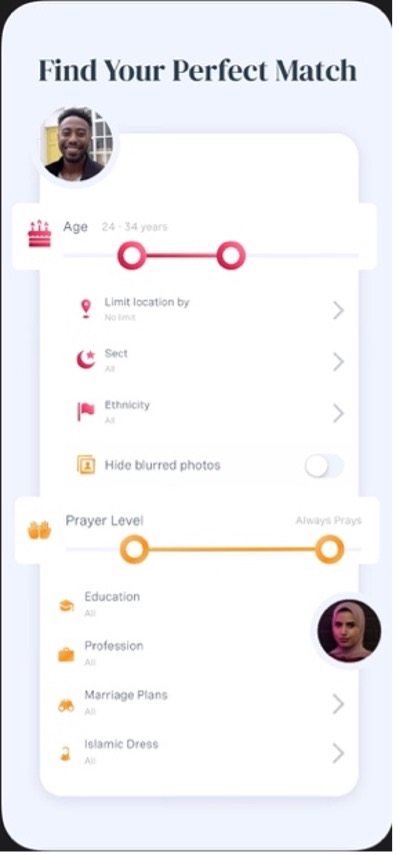 Find Your Perfect Match
Age 24 - 34 years
Limit location by
No limit
Sect
All
Ethnicity
All
Hide blurred photos
Prayer Level Always Prays
Education
All
Profession
All
Marriage Plans
All
Islamic Dress
All